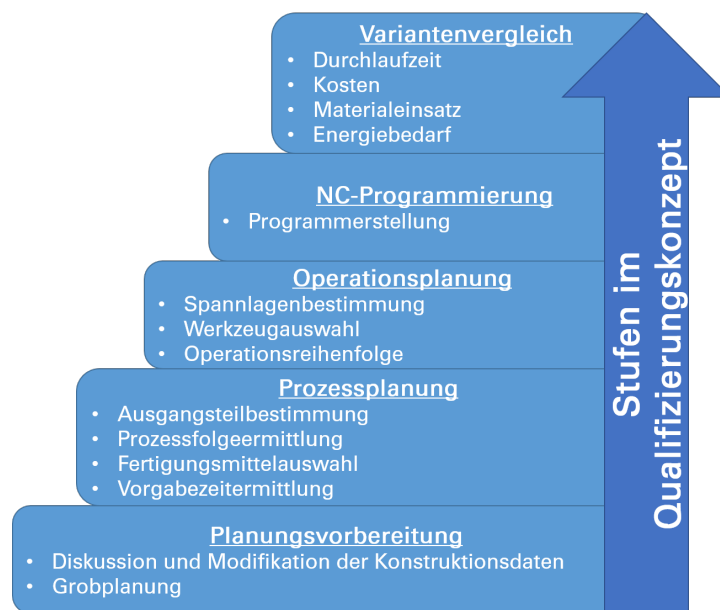 Variantenvergleich
• Durchlaufzeit
• Kosten
• Materialeinsatz
• Energiebedarf
NC-Programmierung
• Programmerstellung
Operationsplanung
• Spannlagenbestimmung
• Werkzeugauswahl
• Operationsreihenfolge
Prozessplanung
• Ausgangsteilbestimmung
• Prozessfolgeermittlung
• Fertigungsmittelauswahl
• Vorgabezeitermittlung
Planungsvorbereitung
• Diskussion und Modifikation der Konstruktionsdaten
• Grobplanung
Stufen im
Qualifizierungskonzept